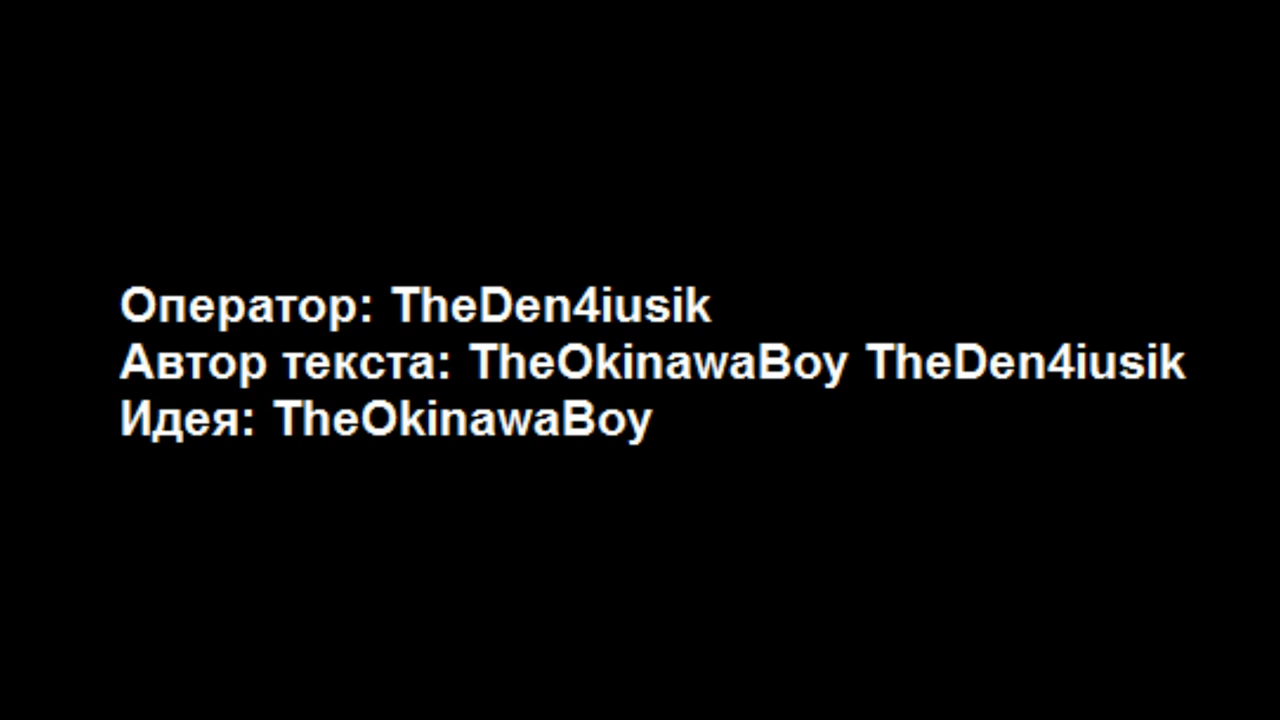 Оператор: TheDen4iusik
Автор текста: TheOkinawaBoy TheDen4iusik
Идея: TheOkinawaBoy